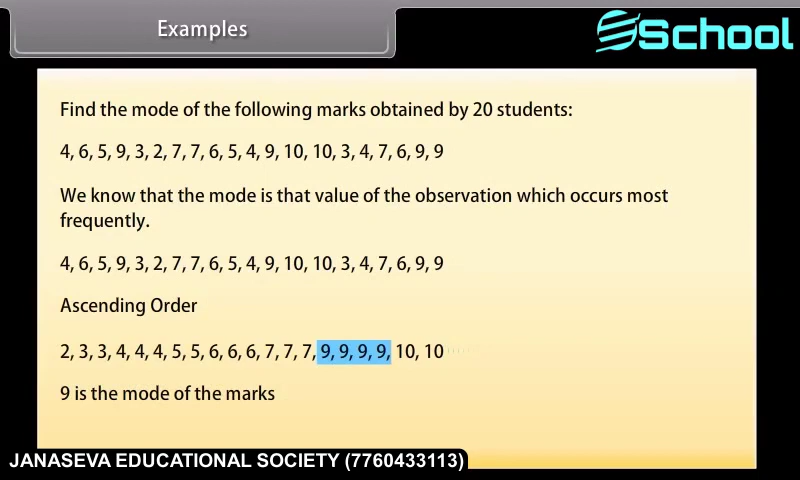 Examples
School
Find the mode of the following marks obtained by 20 students:
4, 6, 5, 9, 3, 2, 7, 7, 6, 5, 4, 9, 10, 10, 3, 4, 7, 6, 9, 9
We know that the mode is that value of the observation which occurs most
frequently.
4, 6, 5, 9, 3, 2, 7, 7, 6, 5, 4, 9, 10, 10, 3, 4, 7, 6, 9, 9
Ascending Order
2, 3, 3, 4, 4, 4, 5, 5, 6, 6, 6, 7, 7, 7, 9, 9, 9, 9, 10, 10
9 is the mode of the marks
JANASEVA EDUCATIONAL SOCIETY (7760433113)